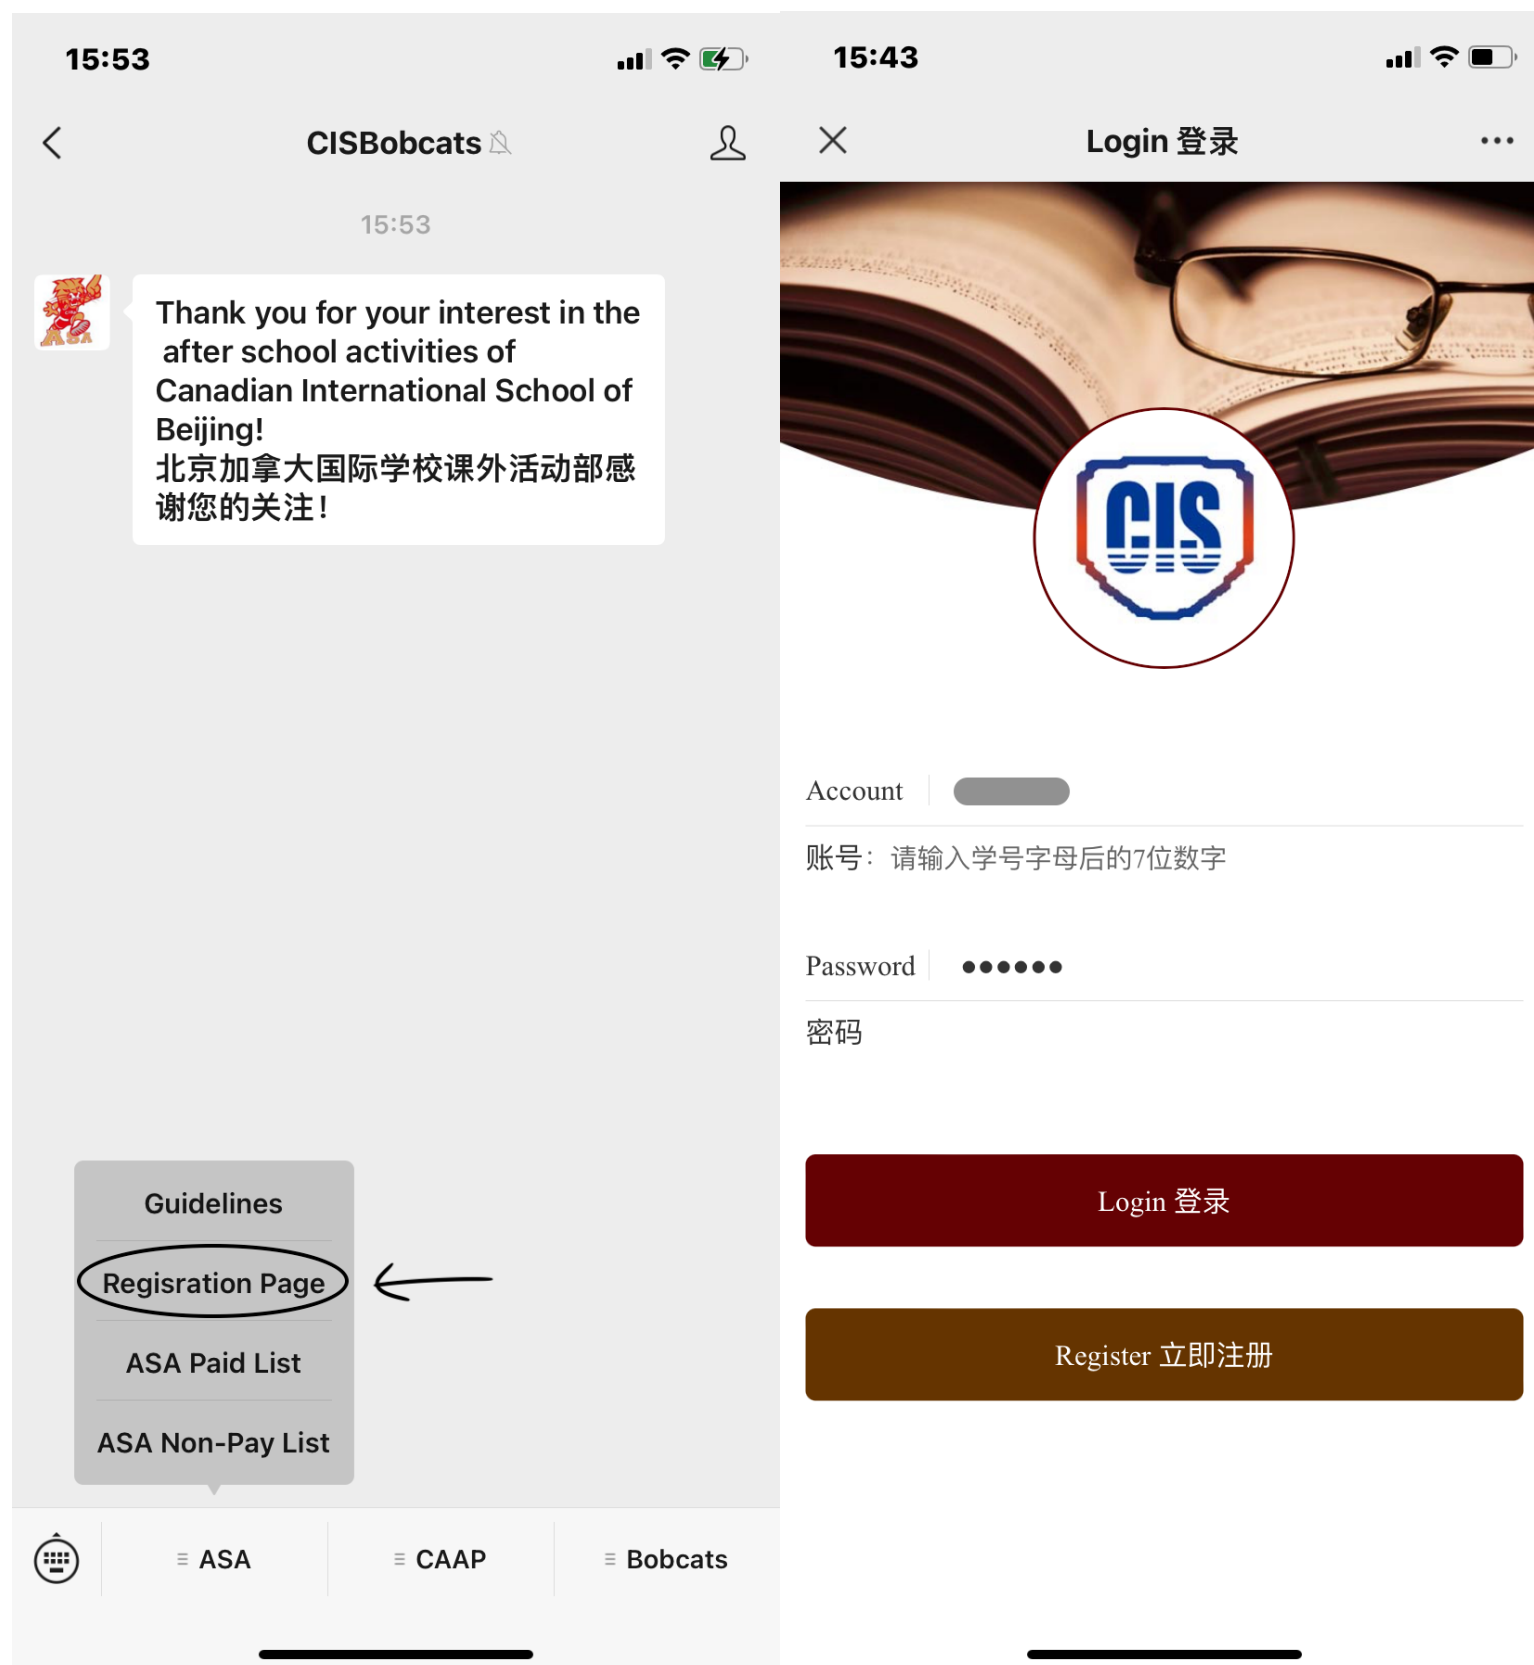 15:53
CISBobcats
15:53
Thank you for your interest in the
after school activities of
Canadian International School of
Beijing!
北京加拿大国际学校课外活动部感
谢您的关注！
ASA
Guidelines
Regisration Page
ASA Paid List
ASA Non-Pay List
ASA
CAAP
Bobcats
15:43
Login 登录
CIS
Account
账号：请输入学号字母后的7位数字
Password ••••••
密码
Login 登录
Register 立即注册